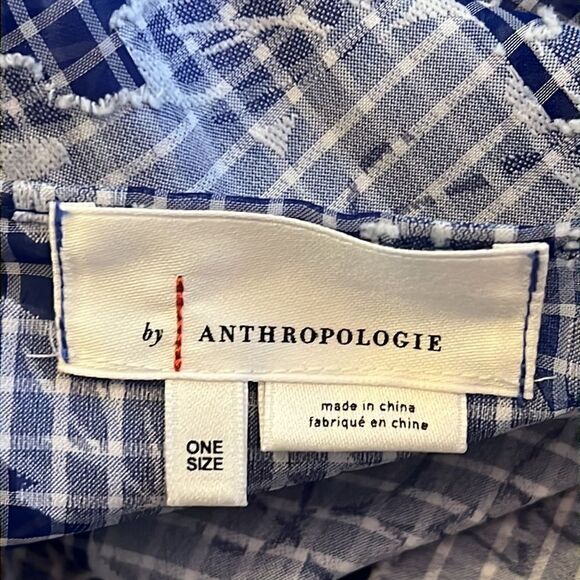 by ANTHROPOLOGIE
ONE
SIZE
made in china
fabriqué en chine